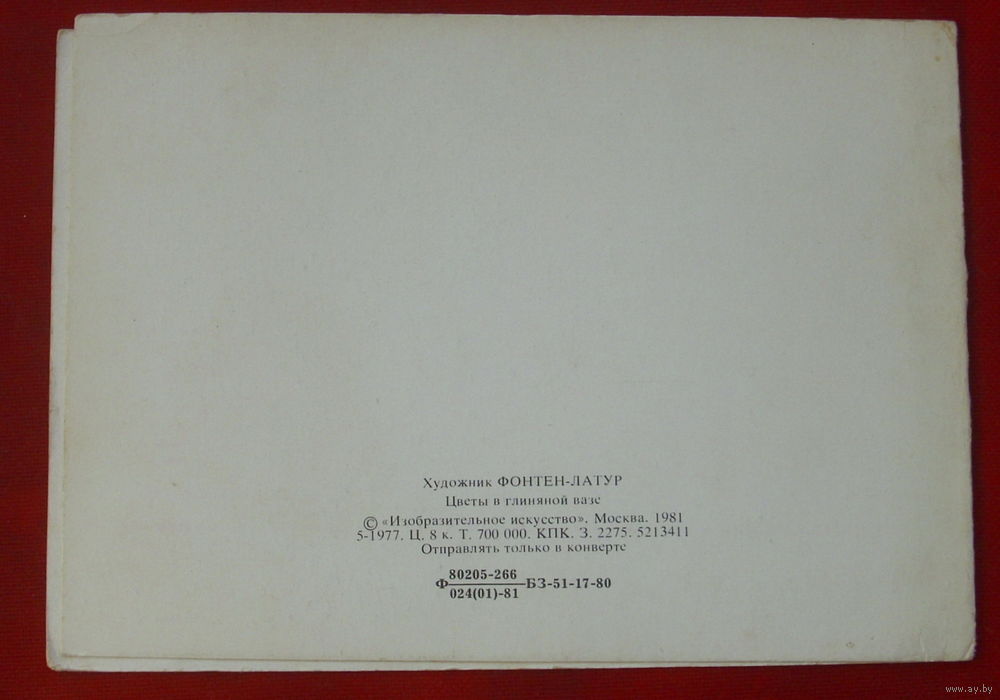 Художник ФОНТЕН-ЛАТУР
Цветы в глиняной вазе
© «Изобразительное искусство». Москва. 1981
5-1977. Ц. 8 к. Т. 700 000. КПК. З. 2275. 5213411
Отправлять только в конверте
80205-266
Ф БЗ-51-17-80
024(01)-81
www.ay.by